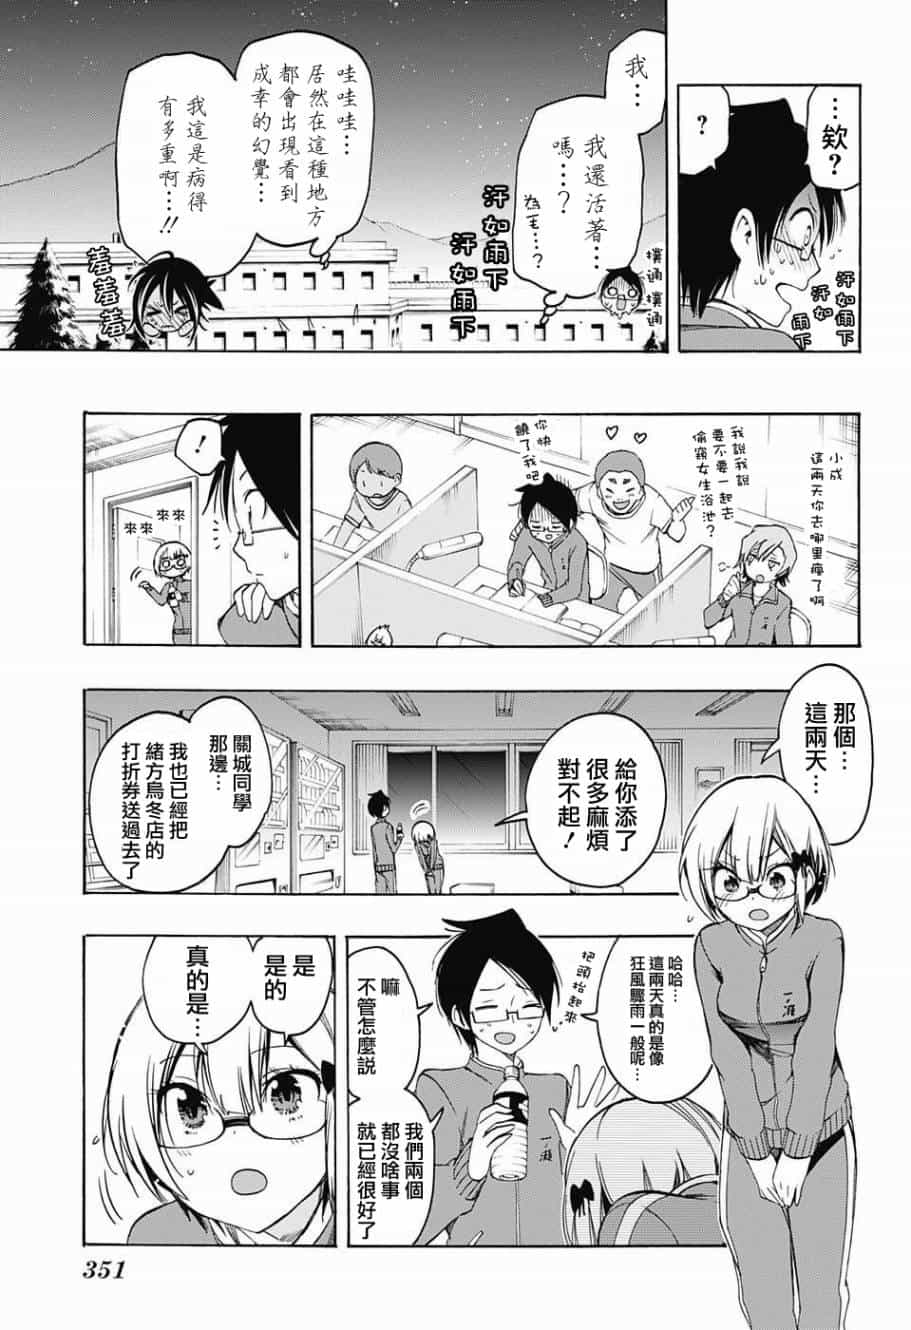 …欸?
?
汗如雨下
汗如
雨下
我…
我還活著…
嗎…?
為毛…?
撲通 撲通
汗如雨下
汗如雨下
哇哇哇…
居然在這種地方
都會出現看到
成幸的幻覺…
我這是病得
有多重啊…!!
羞羞羞羞
小成
這兩天你去哪里瘦了啊
我說我說
要不要一起去
偷窺女生浴池?
你快
饒了我吧
一ノ瀬
!
來來
來來
那個…
這兩天…
給你添了
很多麻煩
對不起!
關城同學
那邊…
我也已經把
緒方烏冬店的
打折券送過去了
哈哈…
這兩天真的是像
狂風驟雨一般呢…
把頭抬起來
嘛
不管怎麼說
我們兩個
都沒啥事
就已經很好了
是
是的
真的是…
351